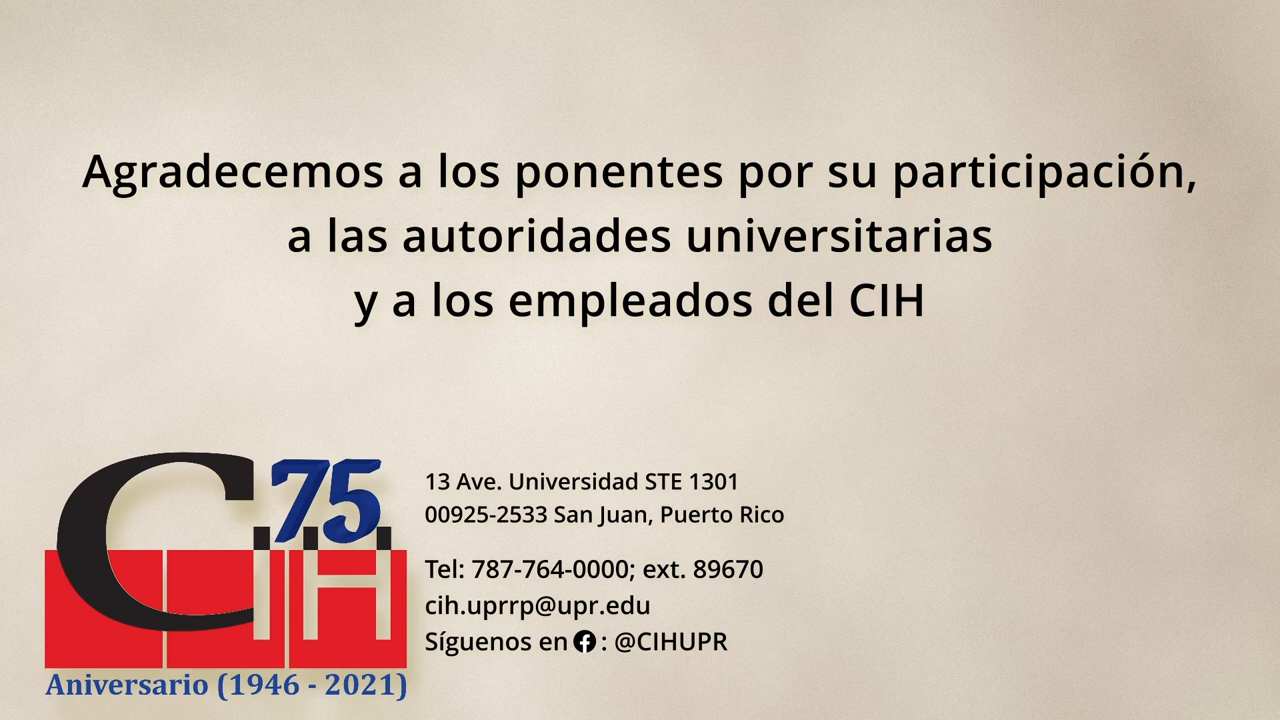 Agradecemos a los ponentes por su participación,
a las autoridades universitarias
y a los empleados del CIH
CIH 75
Aniversario (1946 - 2021)
13 Ave. Universidad STE 1301
00925-2533 San Juan, Puerto Rico
Tel: 787-764-0000; ext. 89670
cih.uprrp@upr.edu
Síguenos en : @CIHUPR